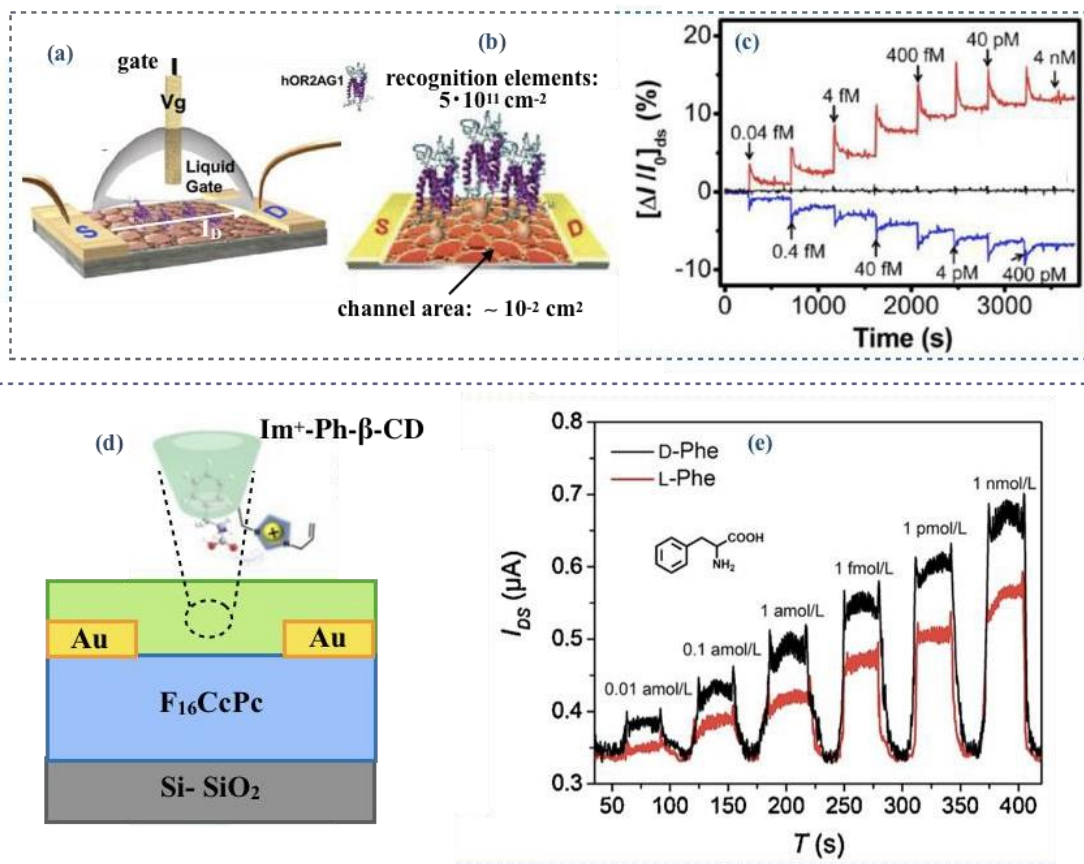 (a)
gate
Vg
Liquid
Gate
S
I_D
D
(b)
hOR2AG1
recognition elements:
5·10¹¹ cm⁻²
S
D
channel area: ~ 10⁻² cm²
(c)
20
10
0
-10
[ΔI /I₀]ds (%)
0.04 fM
4 fM
400 fM
40 pM
4 nM
0.4 fM
40 fM
4 pM
400 pM
0
1000
2000
3000
Time (s)
(d)
Im⁺-Ph-β-CD
+
Au
Au
F₁₆CcPc
Si- SiO₂
(e)
0.8
0.7
0.6
0.5
0.4
0.3
I_DS (μA)
D-Phe
L-Phe
COOH
NH₂
0.01 amol/L
0.1 amol/L
1 amol/L
1 fmol/L
1 pmol/L
1 nmol/L
50
100
150
200
250
300
350
400
T (s)